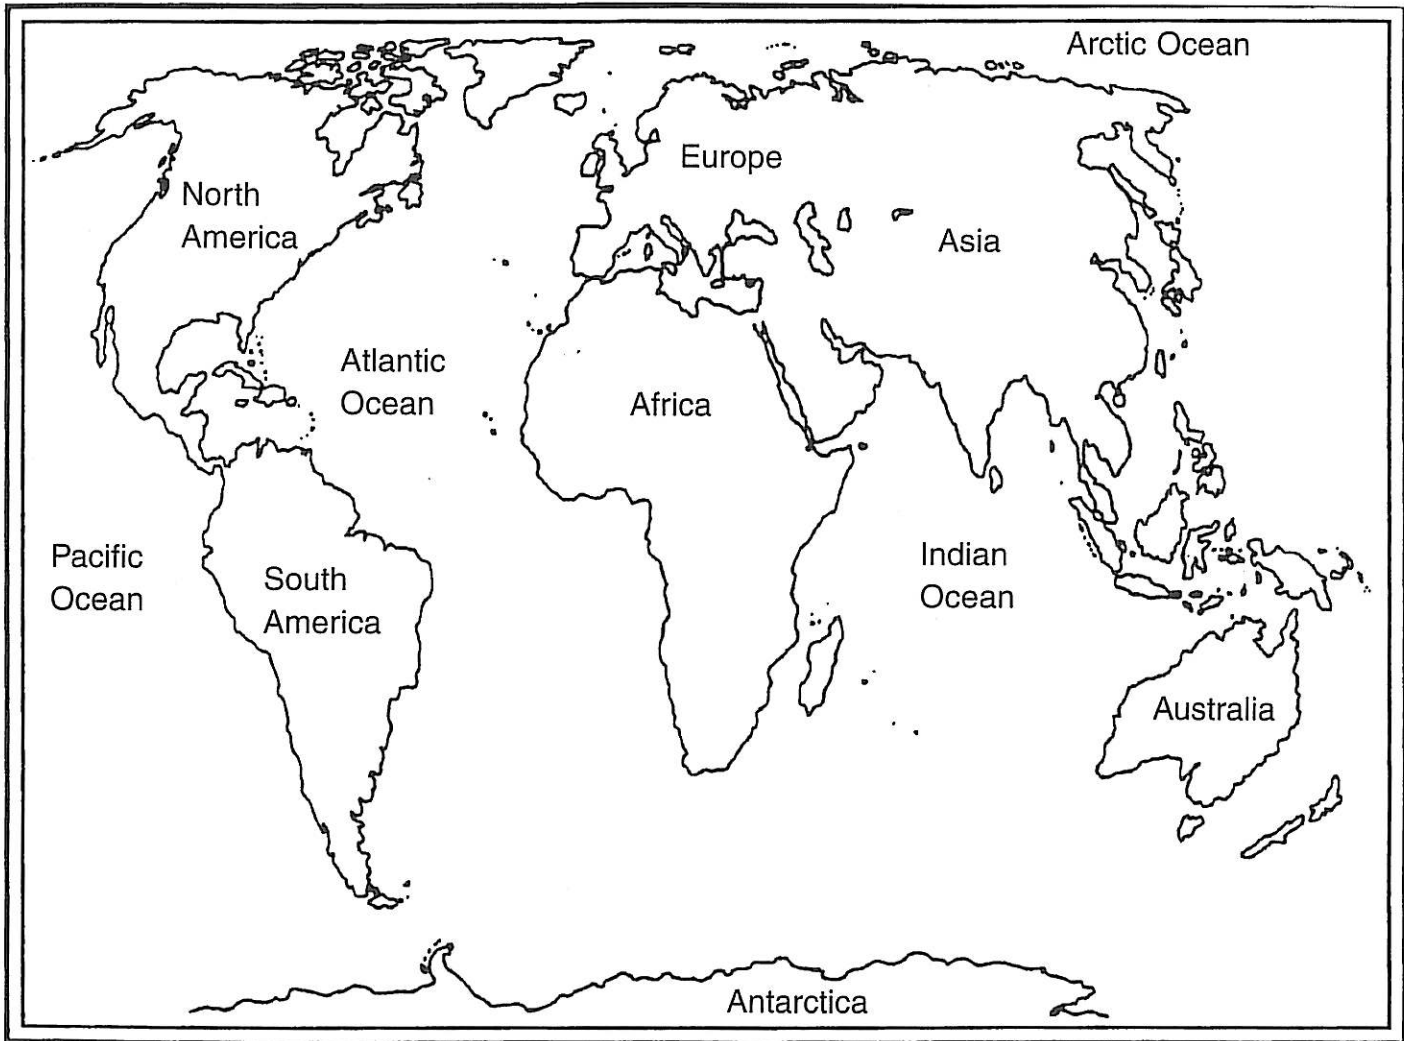 Arctic Ocean
Europe
North
America
Asia
Atlantic
Ocean
Africa
Pacific
Ocean
South
America
Indian
Ocean
Australia
Antarctica